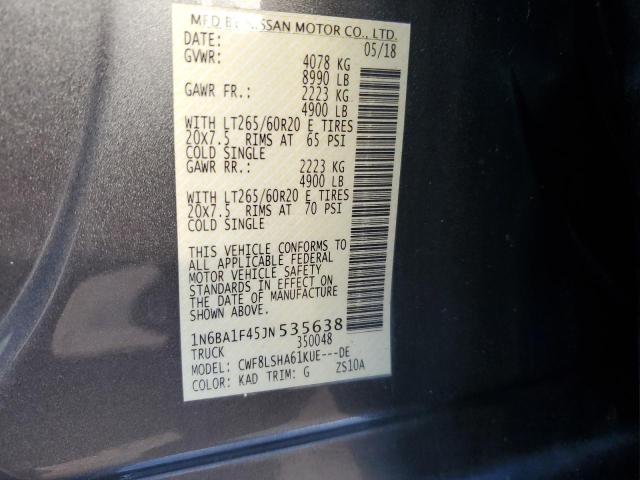 MFD BY NISSAN MOTOR CO., LTD.
DATE: 05/18
GVWR: 4078 KG
8990 LB
GAWR FR.: 2223 KG
4900 LB
WITH LT265/60R20 E TIRES
20X7.5 RIMS AT 65 PSI
COLD SINGLE
GAWR RR.: 2223 KG
4900 LB
WITH LT265/60R20 E TIRES
20X7.5 RIMS AT 70 PSI
COLD SINGLE
THIS VEHICLE CONFORMS TO
ALL APPLICABLE FEDERAL
MOTOR VEHICLE SAFETY
STANDARDS IN EFFECT ON
THE DATE OF MANUFACTURE
SHOWN ABOVE.
1N6BA1F45JN535638
TRUCK 350048
MODEL: CWF8LSHA61KUE---DE
COLOR: KAD TRIM: G ZS10A